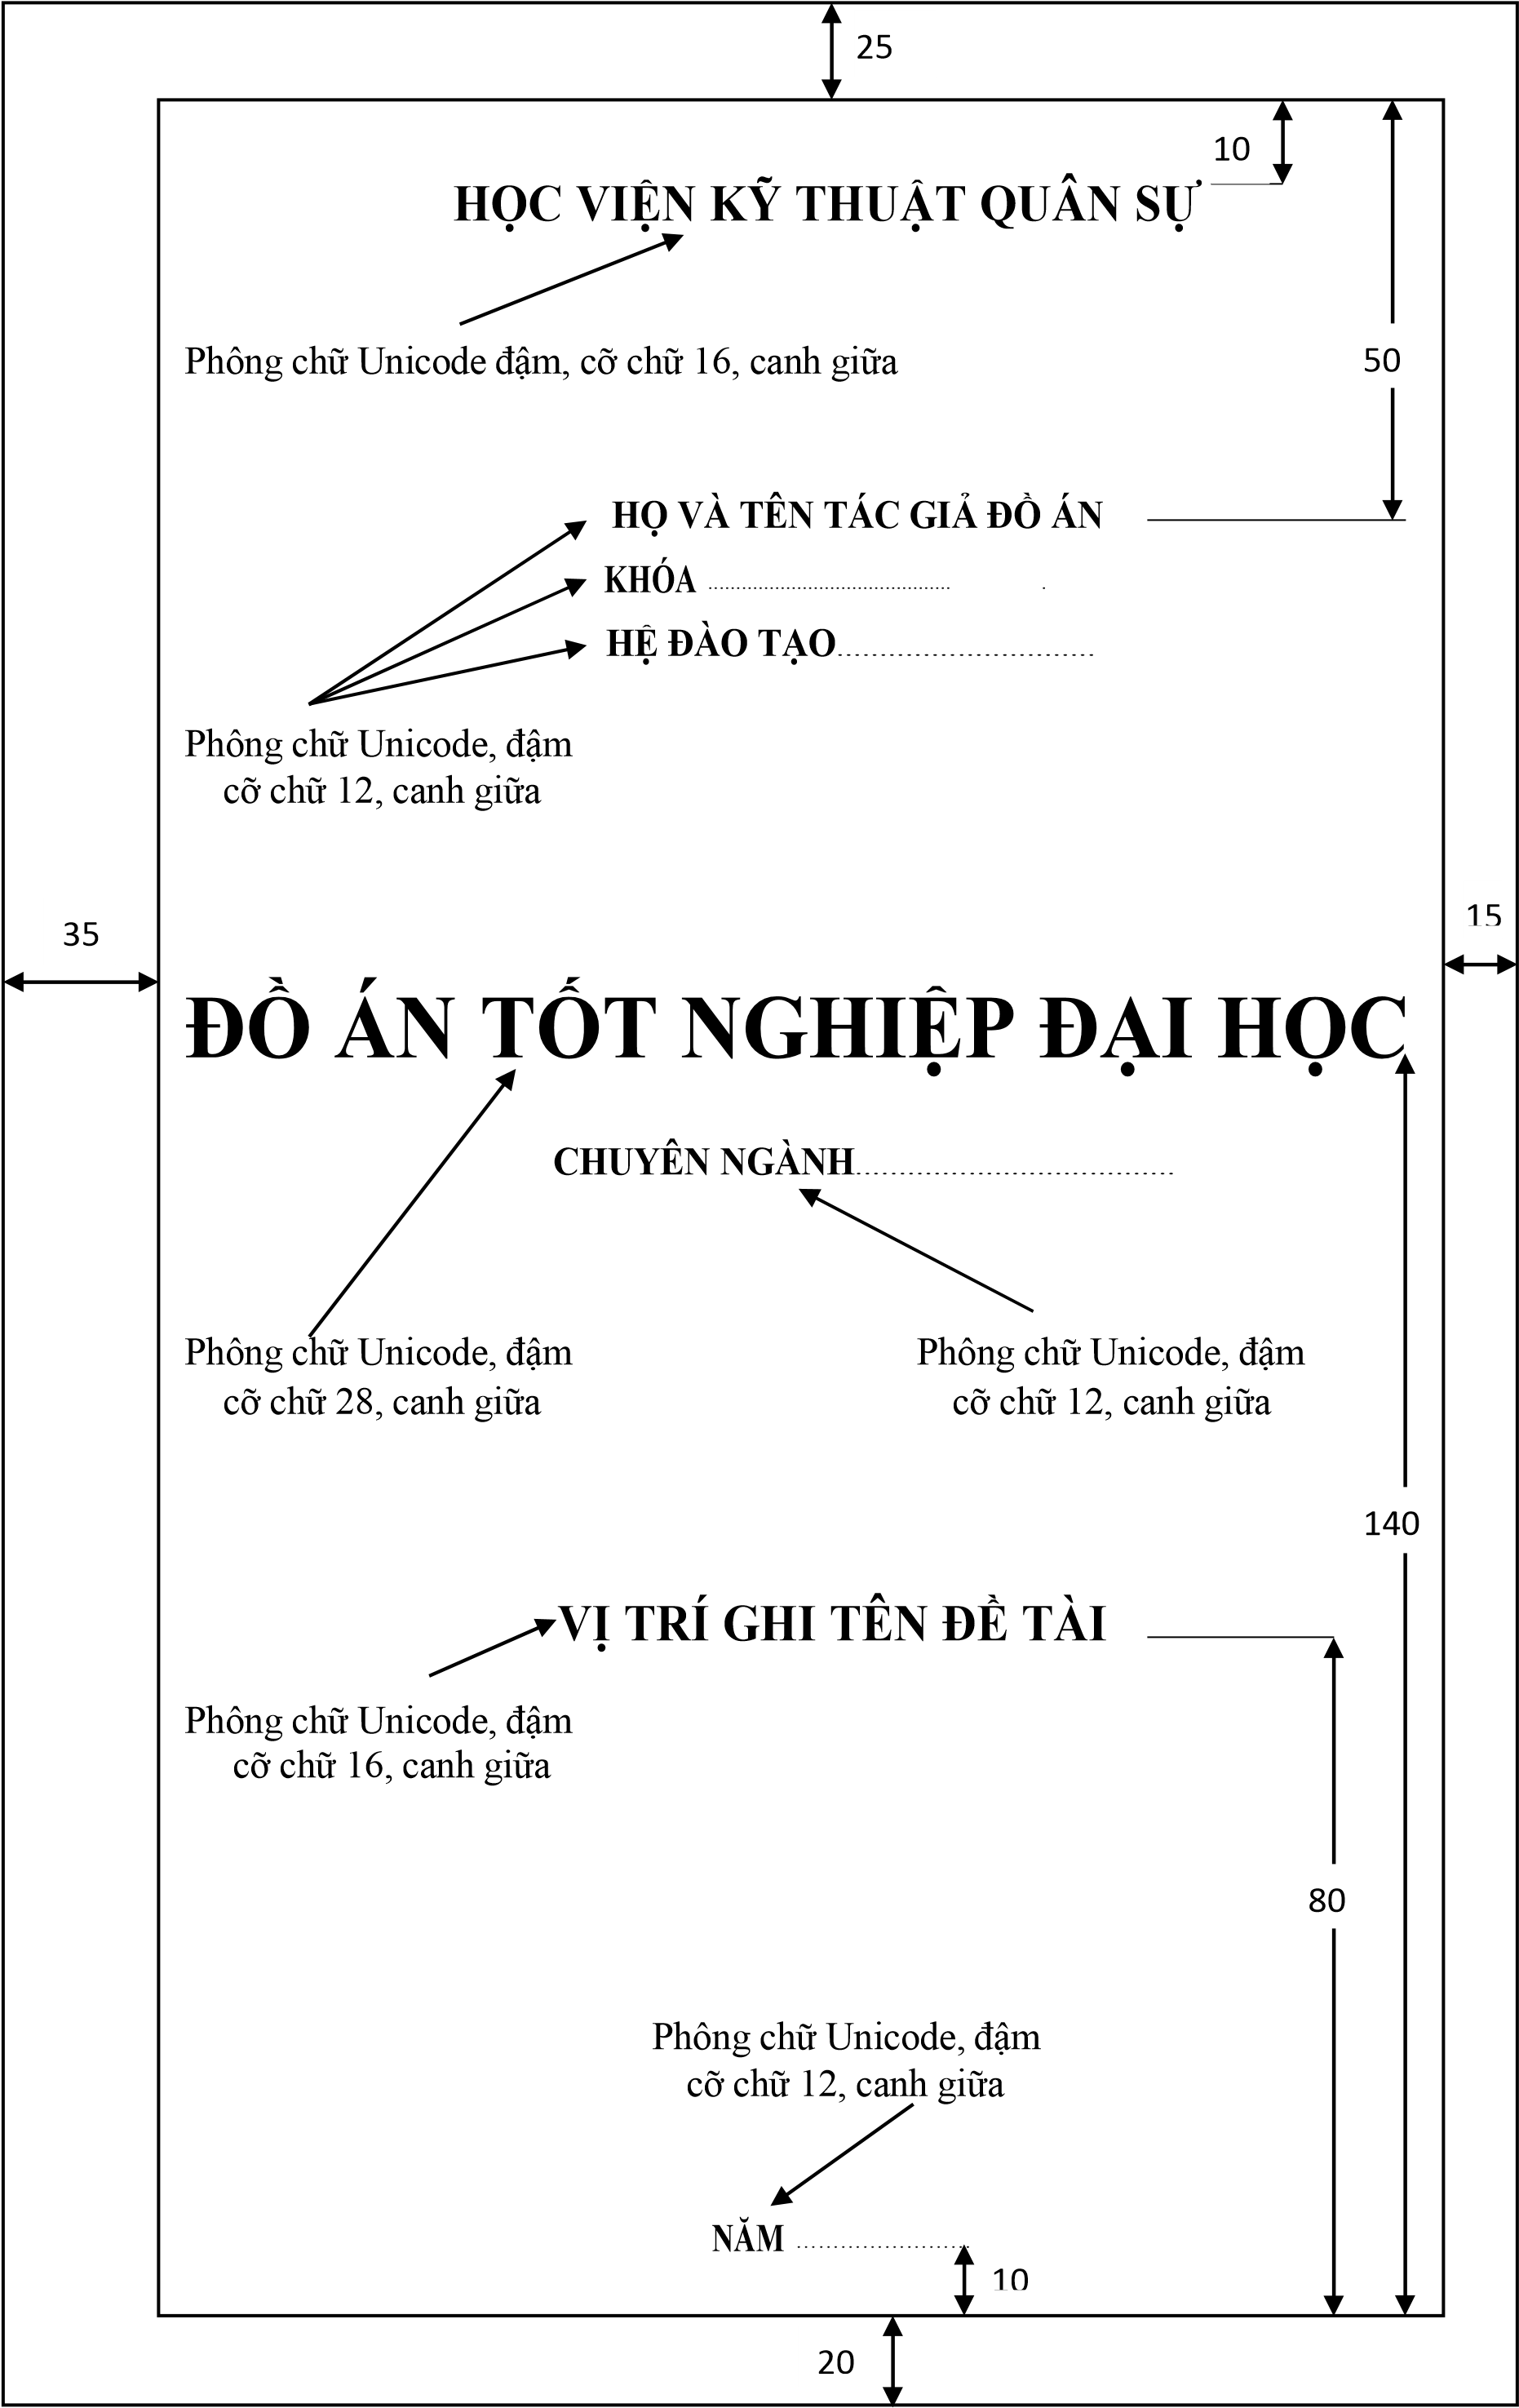 25
10
HỌC VIỆN KỸ THUẬT QUÂN SỰ
Phông chữ Unicode đậm, cỡ chữ 16, canh giữa
50
HỌ VÀ TÊN TÁC GIẢ ĐỒ ÁN
KHÓA ........................................ .
HỆ ĐÀO TẠO............................
Phông chữ Unicode, đậm
cỡ chữ 12, canh giữa
35
15
ĐỒ ÁN TỐT NGHIỆP ĐẠI HỌC
CHUYÊN NGÀNH...................................
Phông chữ Unicode, đậm
cỡ chữ 28, canh giữa
Phông chữ Unicode, đậm
cỡ chữ 12, canh giữa
140
VỊ TRÍ GHI TÊN ĐỀ TÀI
Phông chữ Unicode, đậm
cỡ chữ 16, canh giữa
80
Phông chữ Unicode, đậm
cỡ chữ 12, canh giữa
NĂM ........................
10
20